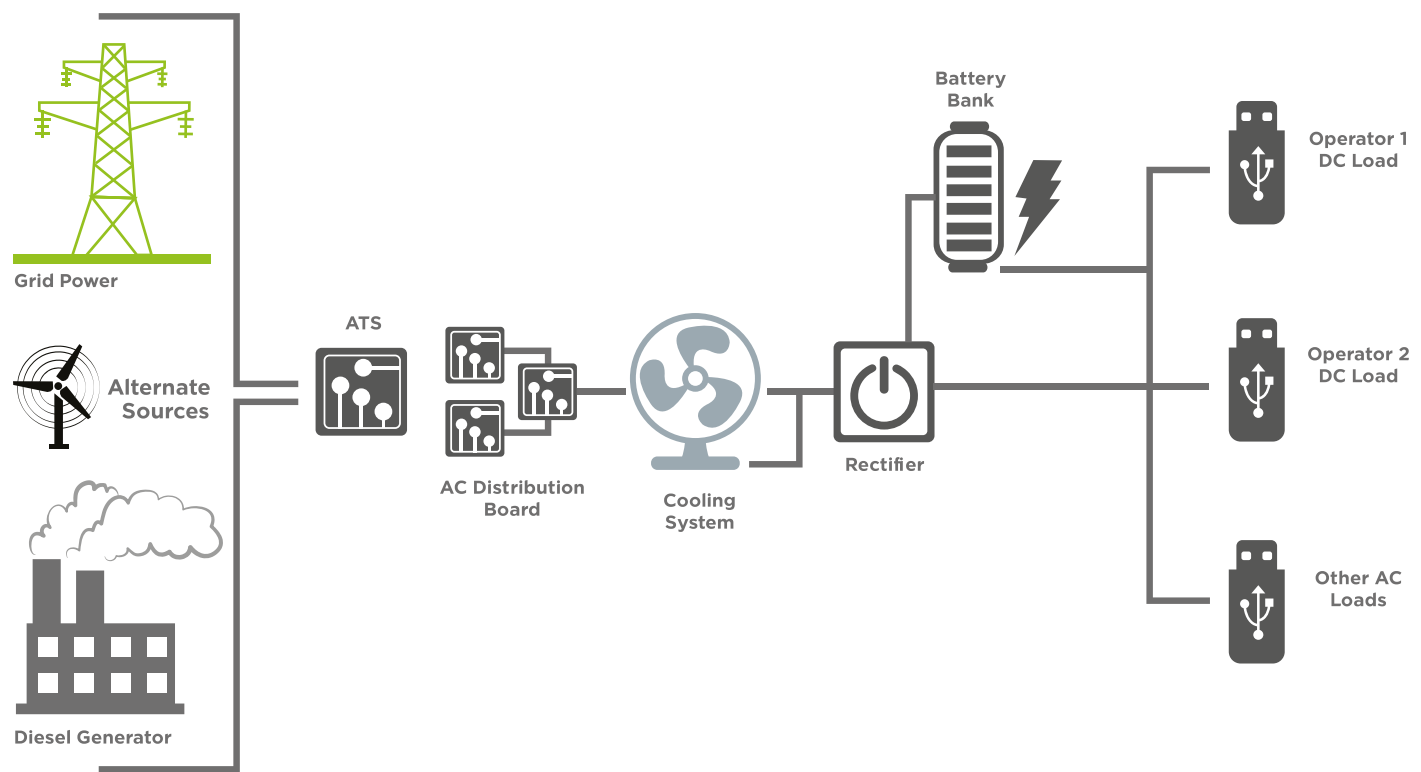 Grid Power
Alternate
Sources
Diesel Generator
ATS
AC Distribution
Board
Cooling
System
Rectifier
Battery
Bank
Operator 1
DC Load
Operator 2
DC Load
Other AC
Loads